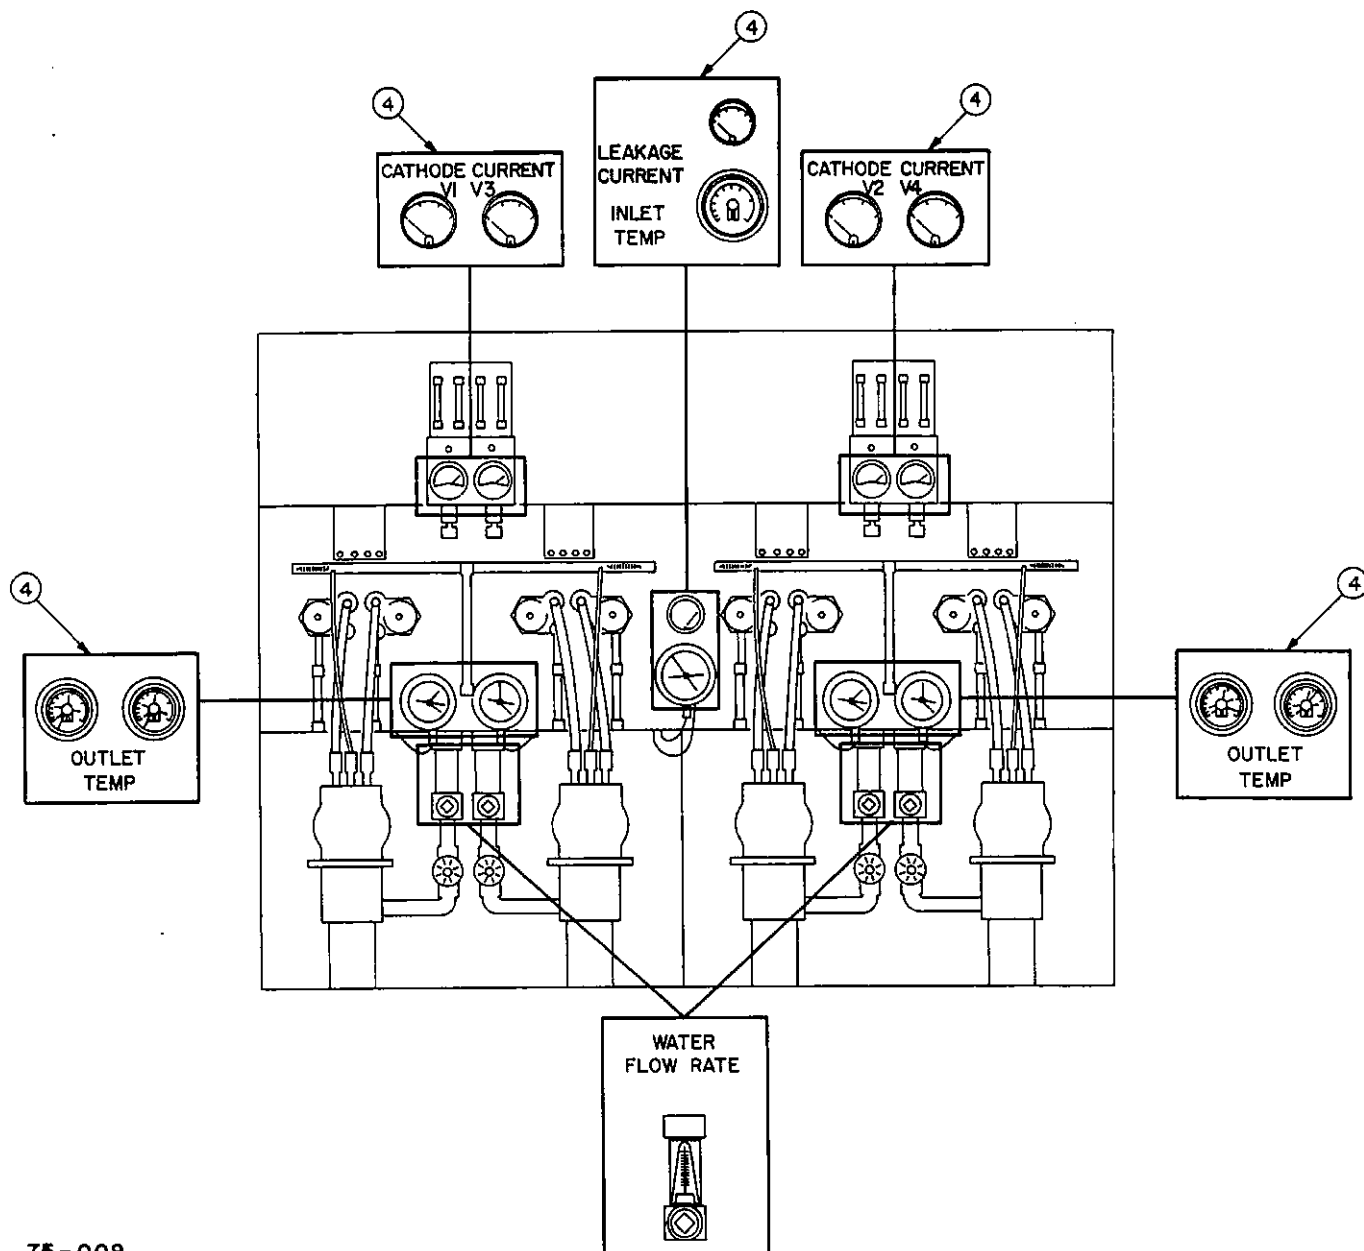 4
4
4
CATHODE CURRENT
V1 V3
LEAKAGE
CURRENT
INLET
TEMP
CATHODE CURRENT
V2 V4
4
4
OUTLET
TEMP
OUTLET
TEMP
WATER
FLOW RATE